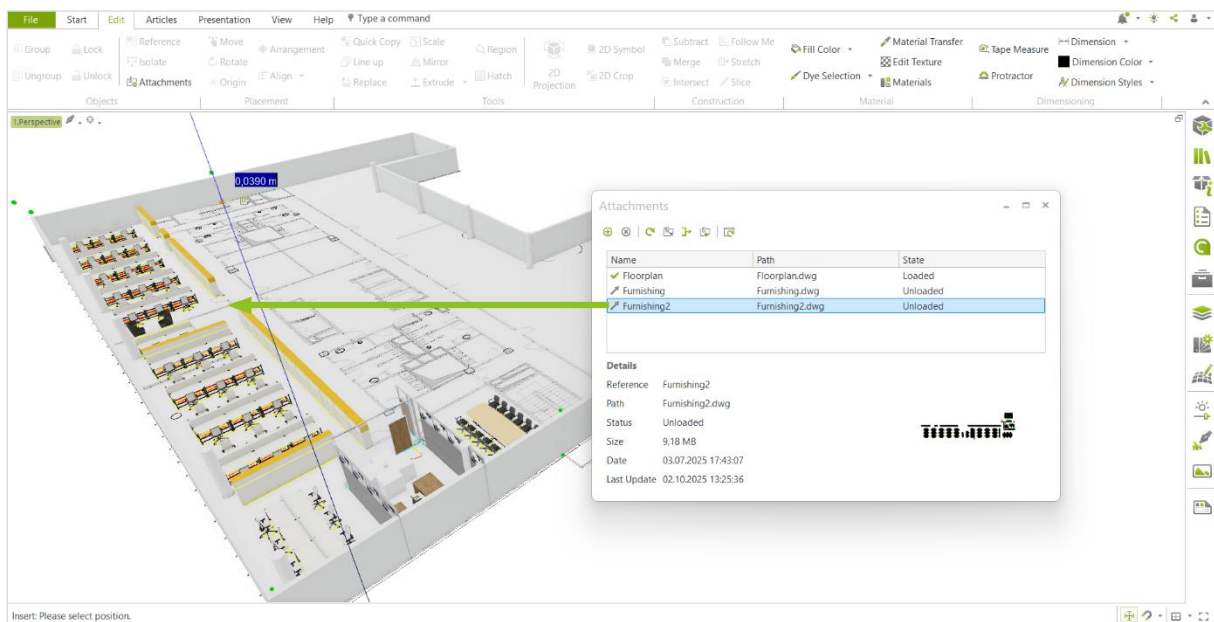 File Start Edit Articles Presentation View Help Type a command
Group Lock Reference Move Arrangement Quick Copy Scale Region 2D Symbol Subtract Follow Me Fill Color Material Transfer Tape Measure Dimension
Isolate Rotate Line up Mirror Merge Stretch Edit Texture Dimension Color
Ungroup Unlock Attachments Origin Align Replace Extrude Hatch 2D Projection 2D Crop Intersect Slice Dye Selection Materials Protractor Dimension Styles
Objects Placement Tools Construction Material Dimensioning
1.Perspective
0,0390 m
Attachments
Name Path State
Floorplan Floorplan.dwg Loaded
Furnishing Furnishing.dwg Unloaded
Furnishing2 Furnishing2.dwg Unloaded
Details
Reference Furnishing2
Path Furnishing2.dwg
Status Unloaded
Size 9,18 MB
Date 03.07.2025 17:43:07
Last Update 02.10.2025 13:25:36
Insert: Please select position.